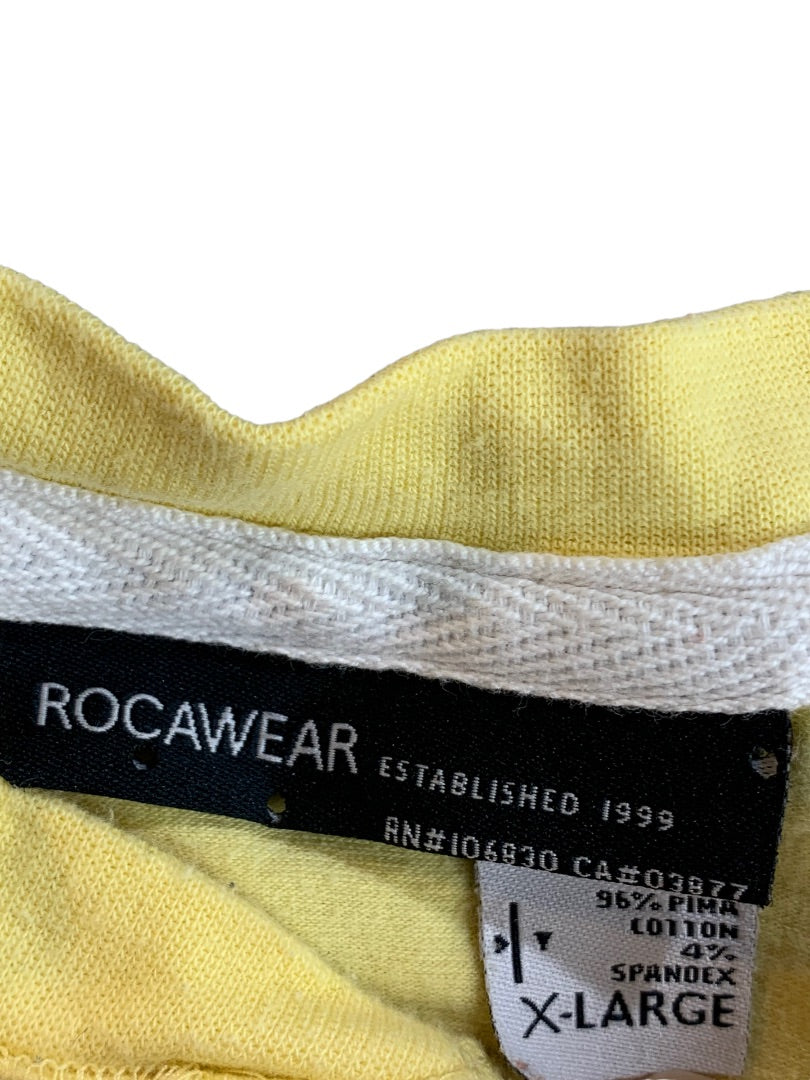 ROCAWEAR ESTABLISHED 1999
RN#106830 CA#03877
96% PIMA
COTTON
4%
SPANDEX
X-LARGE